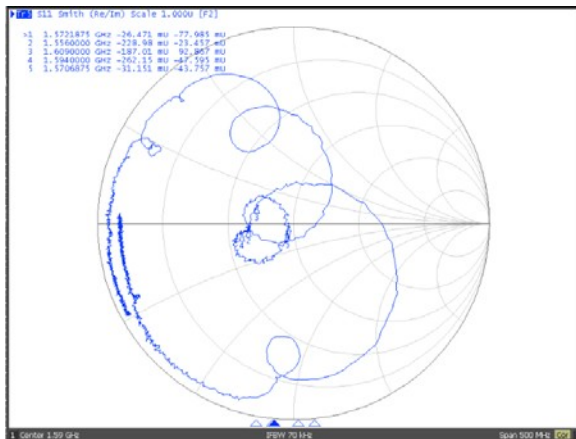 Tr3 S11 Smith (Re/Im) Scale 1.000U [F2]
>1 1.5721875 GHz -26.471 mU -77.985 mU
2 1.5560000 GHz -228.98 mU -23.457 mU
3 1.6090000 GHz -187.01 mU 92.867 mU
4 1.5940000 GHz -262.15 mU -47.595 mU
5 1.5706875 GHz -31.151 mU -43.757 mU
1 Center 1.59 GHz IFBW 70 kHz Span 500 MHz Cor